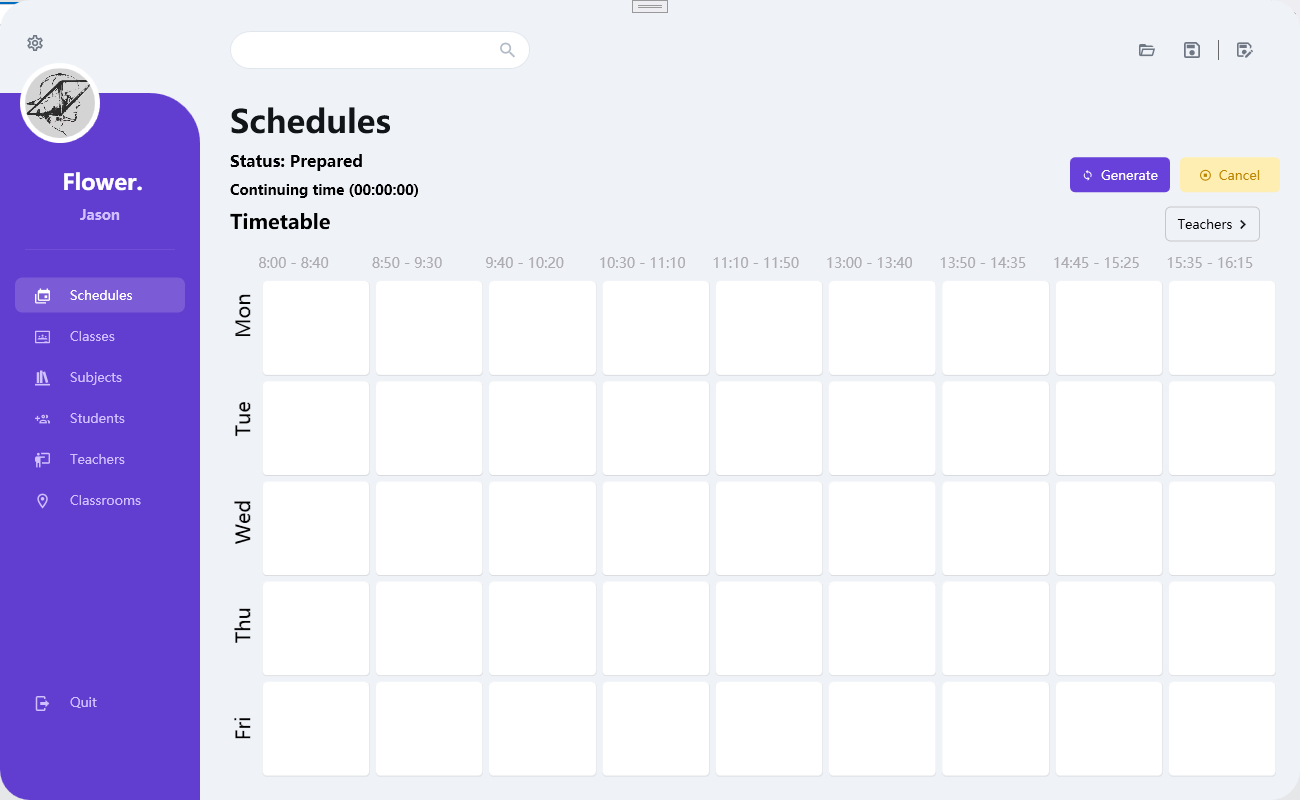 Flower.
Jason
Schedules
Classes
Subjects
Students
Teachers
Classrooms
Quit
Schedules
Status: Prepared
Continuing time (00:00:00)
Generate
Cancel
Timetable
Teachers
8:00 - 8:40 8:50 - 9:30 9:40 - 10:20 10:30 - 11:10 11:10 - 11:50 13:00 - 13:40 13:50 - 14:35 14:45 - 15:25 15:35 - 16:15
Mon
Tue
Wed
Thu
Fri